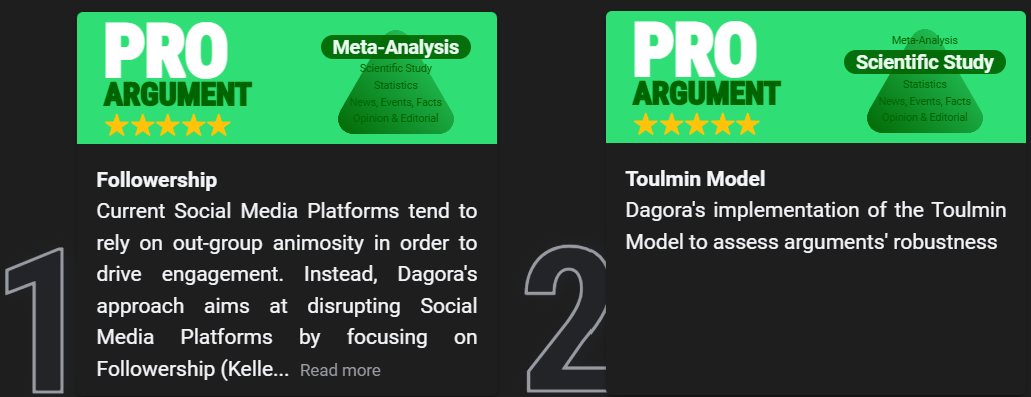 PRO
ARGUMENT
Meta-Analysis
Scientific Study
Statistics
News, Events, Facts
Opinion & Editorial
1
Followership
Current Social Media Platforms tend to
rely on out-group animosity in order to
drive engagement. Instead, Dagora's
approach aims at disrupting Social
Media Platforms by focusing on
Followership (Kelle... Read more
PRO
ARGUMENT
Meta-Analysis
Scientific Study
Statistics
News, Events, Facts
Opinion & Editorial
2
Toulmin Model
Dagora's implementation of the Toulmin
Model to assess arguments' robustness